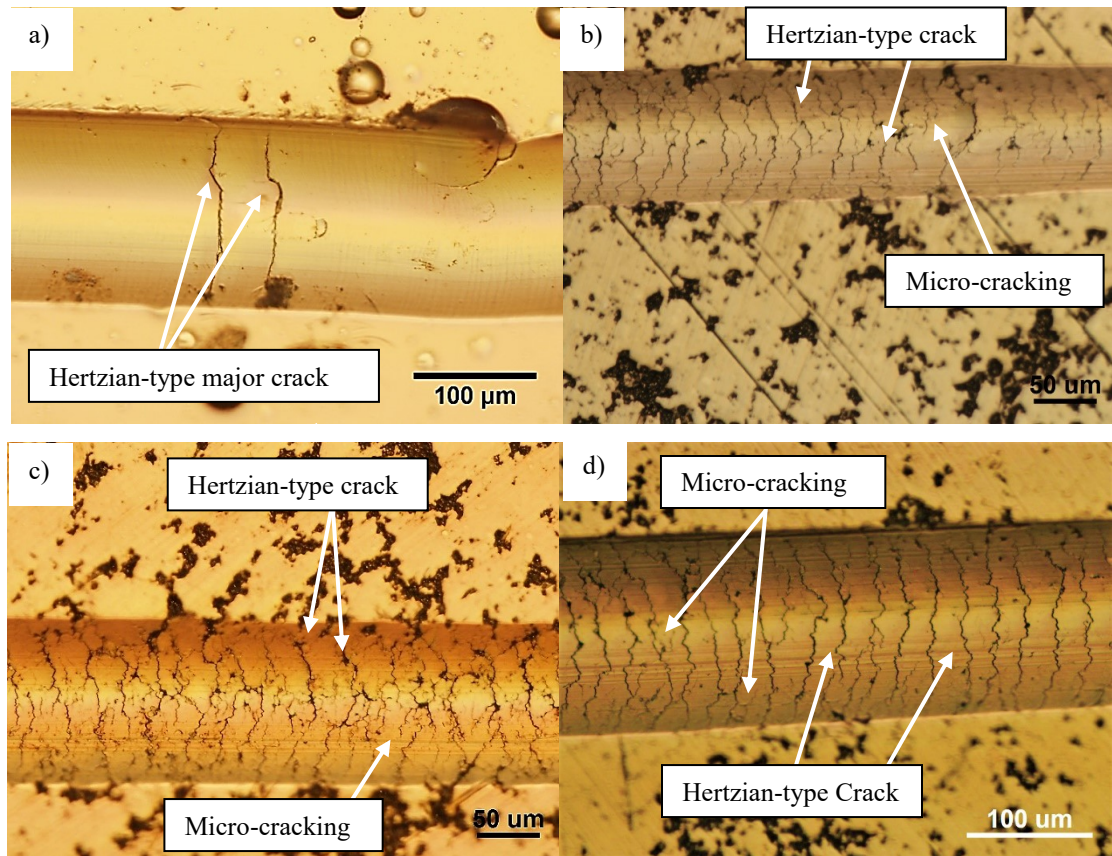 a)
Hertzian-type major crack
100 µm
b)
Hertzian-type crack
Micro-cracking
50 um
c)
Hertzian-type crack
Micro-cracking
50 um
d)
Micro-cracking
Hertzian-type Crack
100 um